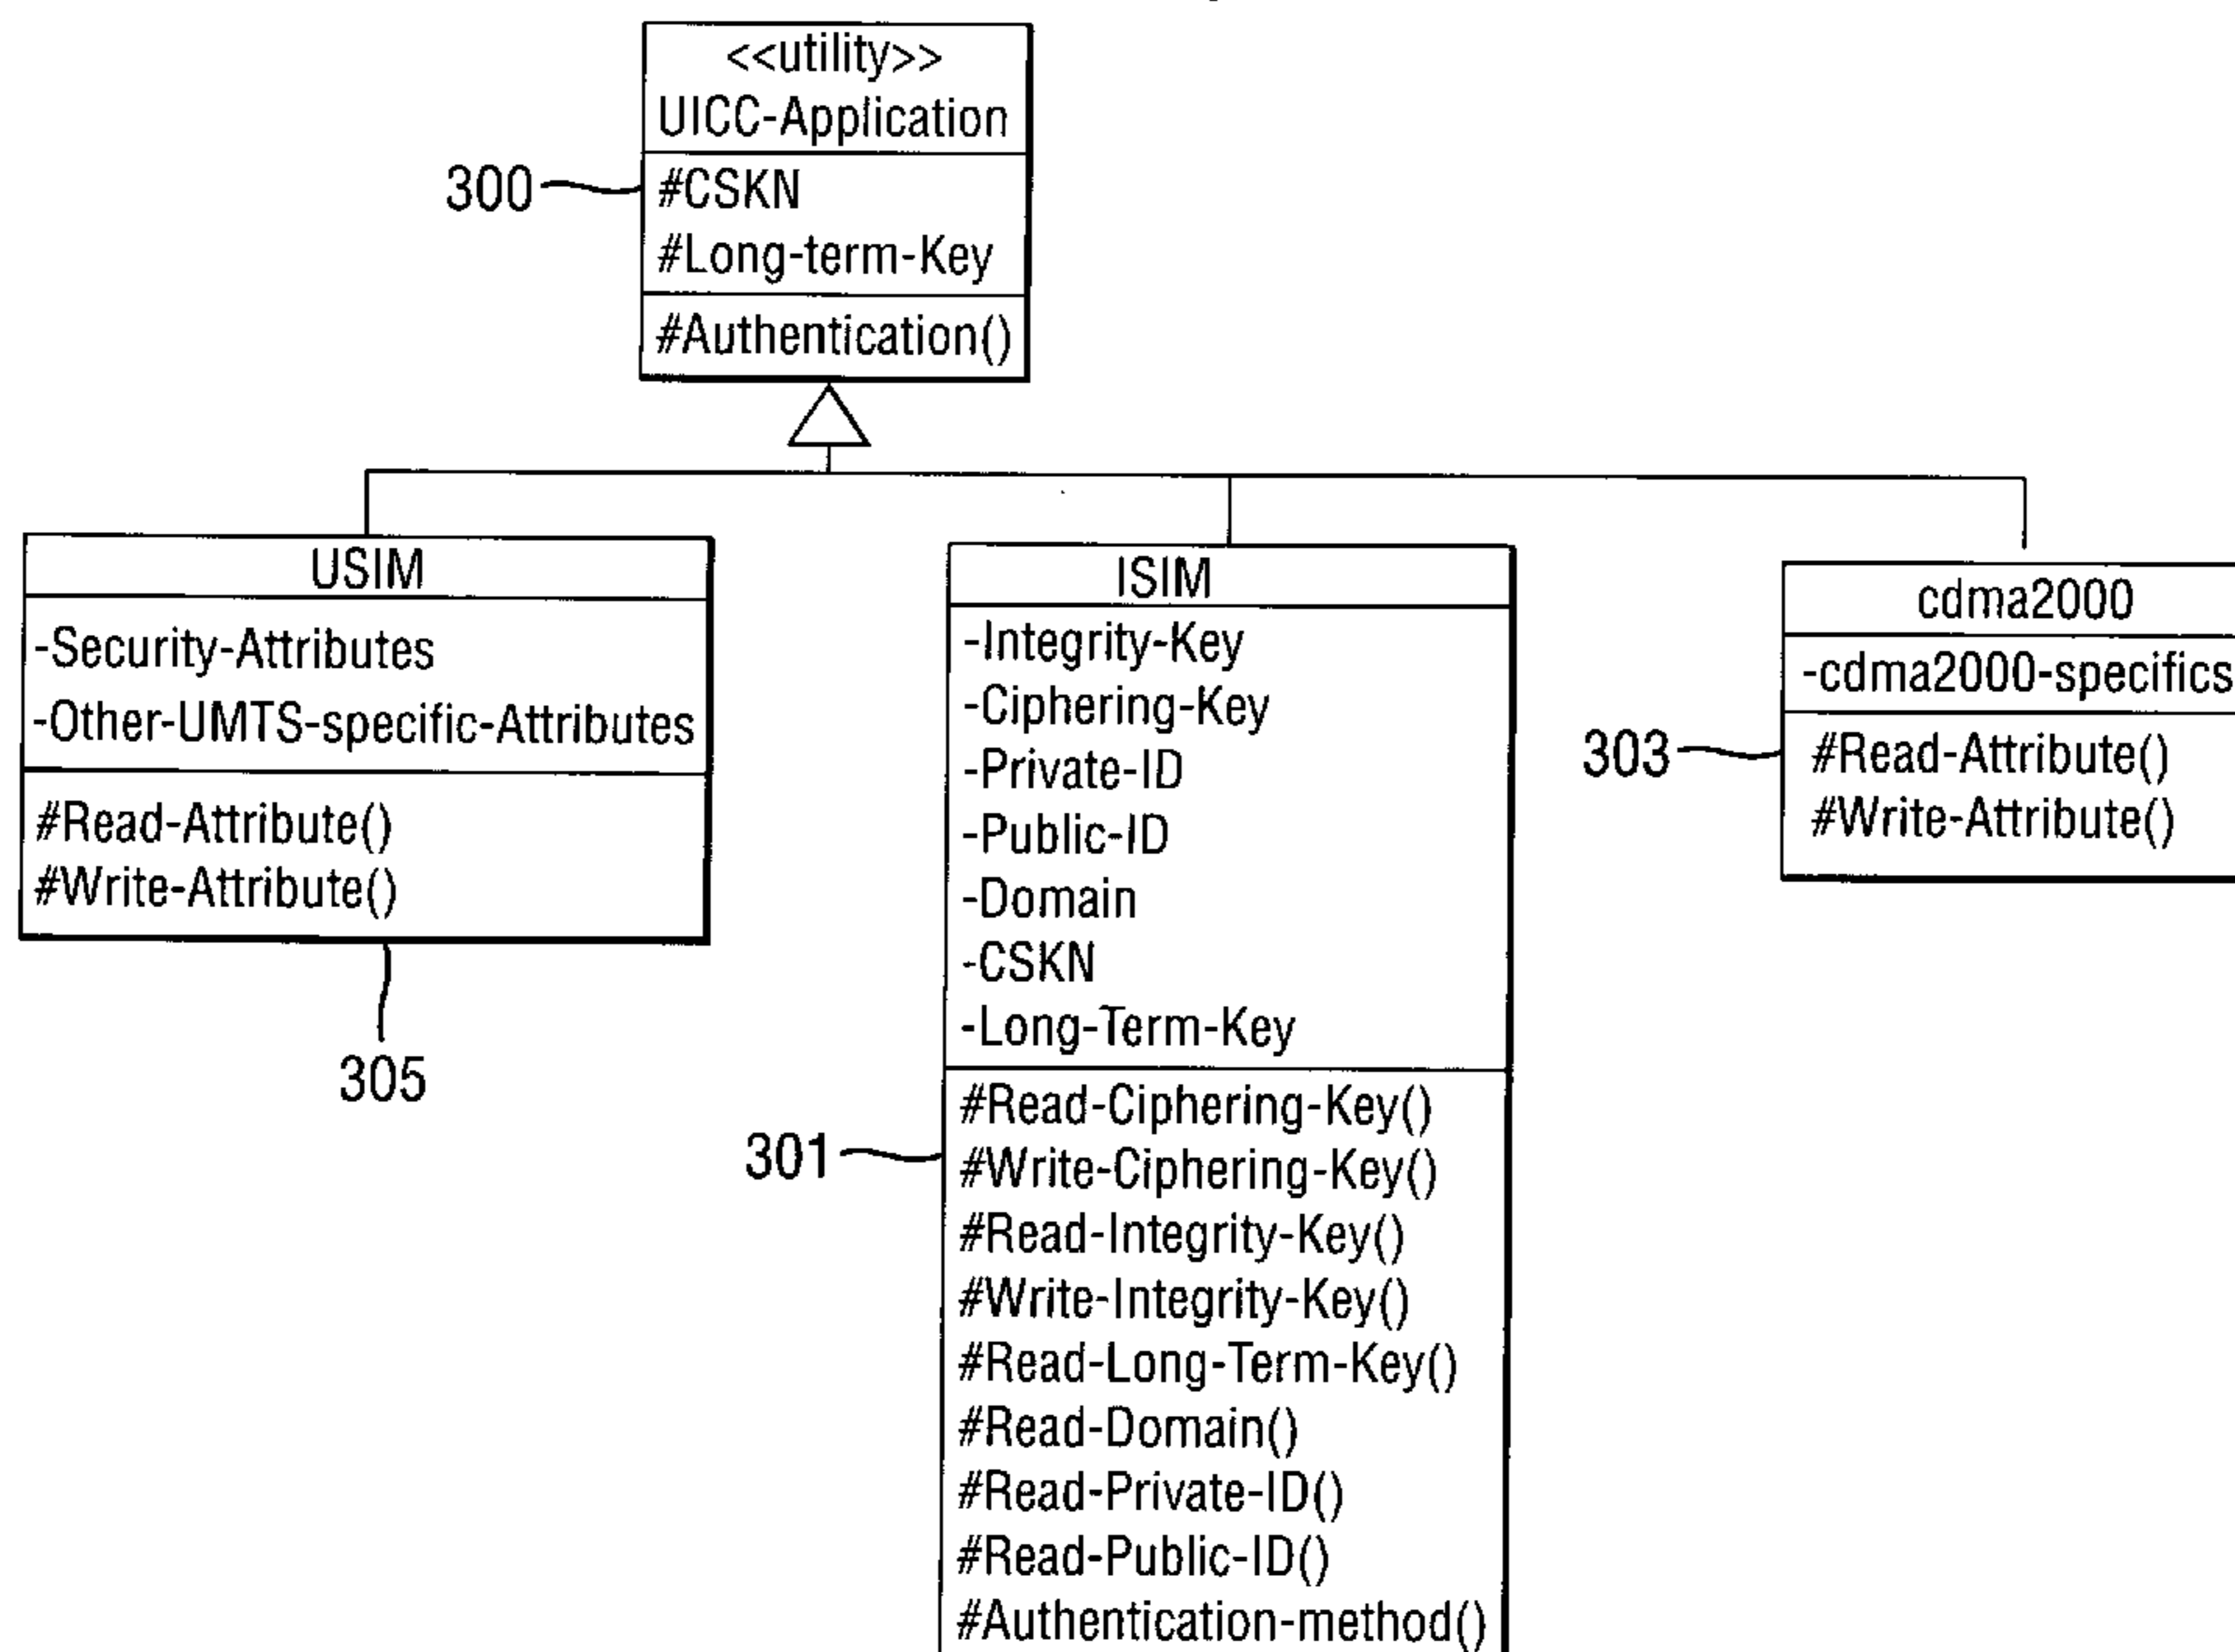 <<utility>>
UICC-Application
300
#CSKN
#Long-term-Key
#Authentication()
USIM
-Security-Attributes
-Other-UMTS-specific-Attributes
#Read-Attribute()
#Write-Attribute()
305
ISIM
-Integrity-Key
-Ciphering-Key
-Private-ID
-Public-ID
-Domain
-CSKN
-Long-Term-Key
301
#Read-Ciphering-Key()
#Write-Ciphering-Key()
#Read-Integrity-Key()
#Write-Integrity-Key()
#Read-Long-Term-Key()
#Read-Domain()
#Read-Private-ID()
#Read-Public-ID()
#Authentication-method()
cdma2000
-cdma2000-specifics
303
#Read-Attribute()
#Write-Attribute()